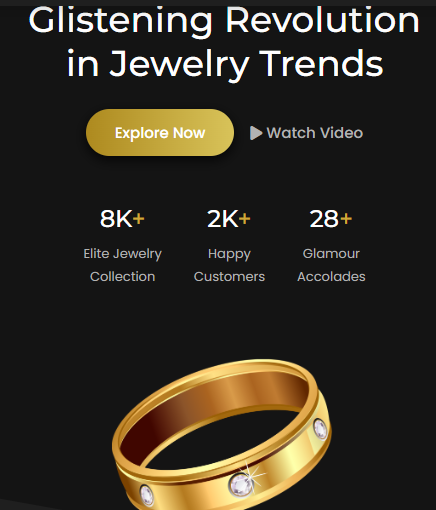 Glistening Revolution
in Jewelry Trends
Explore Now
Watch Video
8K+
2K+
28+
Elite Jewelry
Collection
Happy
Customers
Glamour
Accolades